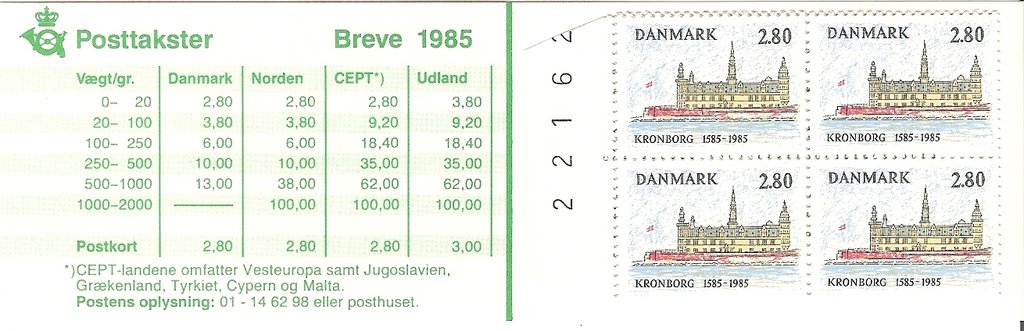 Posttakster Breve 1985
Vægt/gr. Danmark Norden CEPT*) Udland
0– 20 2,80 2,80 2,80 3,80
20– 100 3,80 3,80 9,20 9,20
100– 250 6,00 6,00 18,40 18,40
250– 500 10,00 10,00 35,00 35,00
500–1000 13,00 38,00 62,00 62,00
1000–2000 ——— 100,00 100,00 100,00
Postkort 2,80 2,80 2,80 3,00
*)CEPT-landene omfatter Vesteuropa samt Jugoslavien,
Grækenland, Tyrkiet, Cypern og Malta.
Postens oplysning: 01 - 14 62 98 eller posthuset.
2 2 1 6 2
DANMARK 2.80
KRONBORG 1585-1985
DANMARK 2.80
KRONBORG 1585-1985
DANMARK 2.80
KRONBORG 1585-1985
DANMARK 2.80
KRONBORG 1585-1985